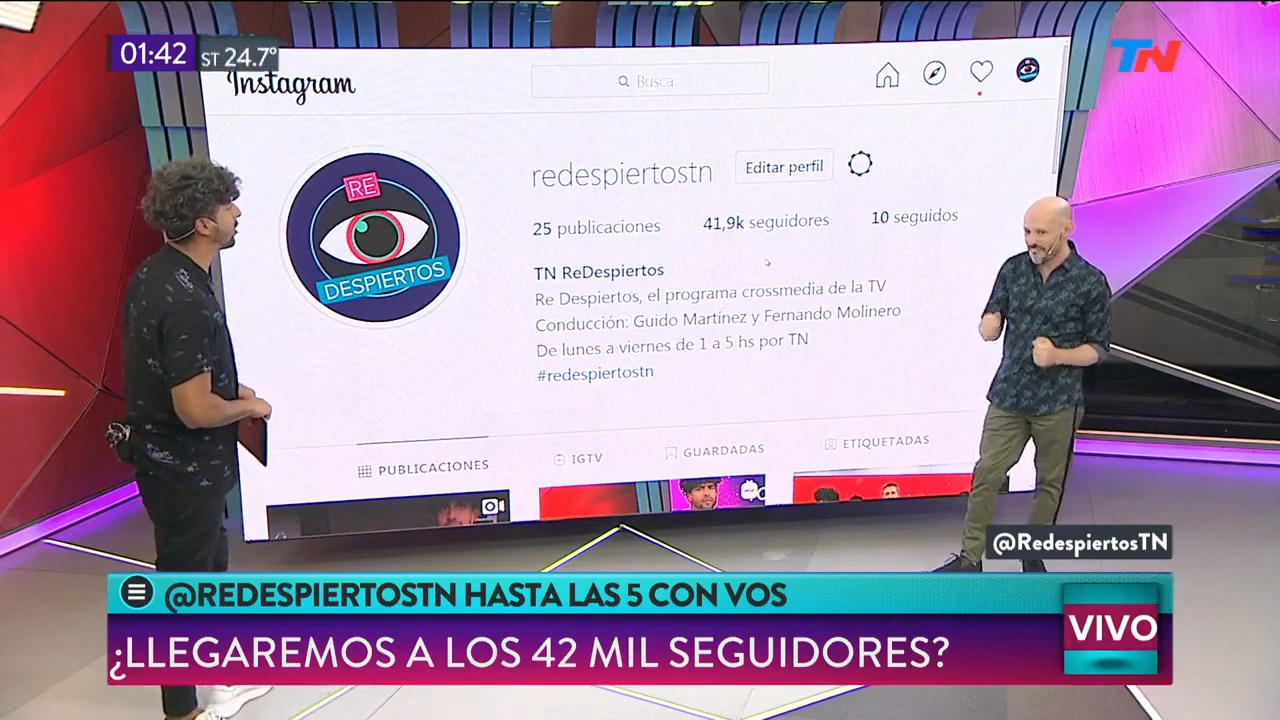 01:42
ST 24.7°
TN
Instagram
Busca
RE
DESPIERTOS
redespiertostn
Editar perfil
25 publicaciones
41,9k seguidores
10 seguidos
TN ReDespiertos
Re Despiertos, el programa crossmedia de la TV
Conducción: Guido Martínez y Fernando Molinero
De lunes a viernes de 1 a 5 hs por TN
#redespiertostn
PUBLICACIONES
IGTV
GUARDADAS
ETIQUETADAS
@RedespiertosTN
@REDESPIERTOSTN HASTA LAS 5 CON VOS
¿LLEGAREMOS A LOS 42 MIL SEGUIDORES?
VIVO